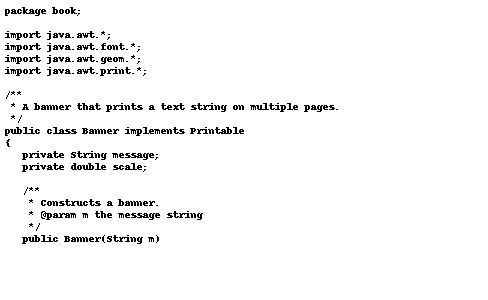 package book;

import java.awt.*;
import java.awt.font.*;
import java.awt.geom.*;
import java.awt.print.*;

/**
 * A banner that prints a text string on multiple pages.
 */
public class Banner implements Printable
{
   private String message;
   private double scale;

   /**
    * Constructs a banner.
    * @param m the message string
    */
   public Banner(String m)